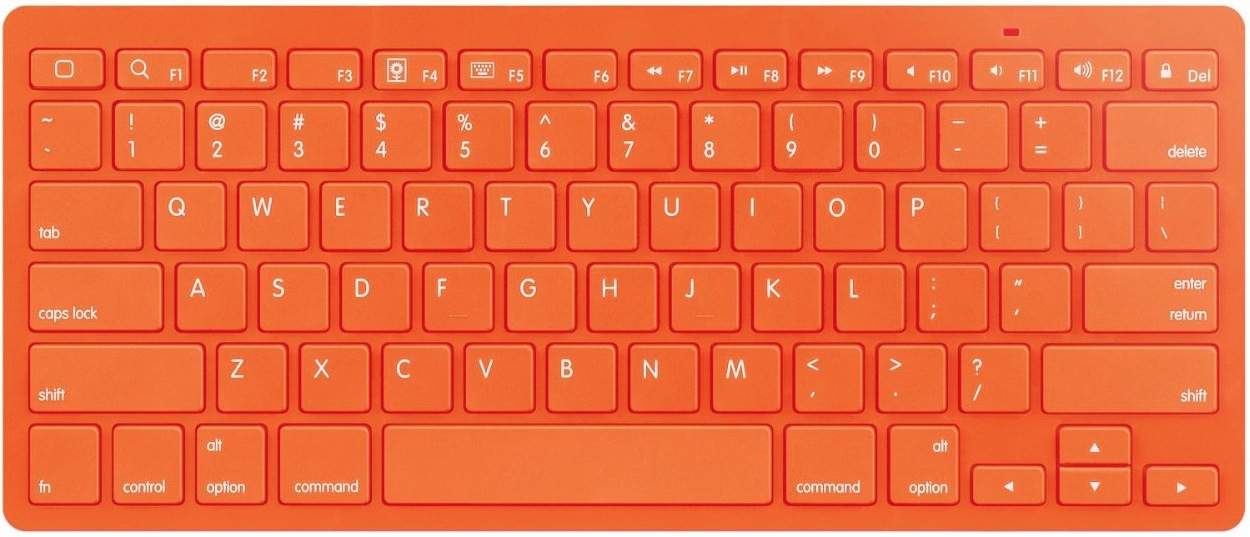 F1 F2 F3 F4 F5 F6 F7 F8 F9 F10 F11 F12 Del
~ ! @ # $ % ^ & * ( ) — +
` 1 2 3 4 5 6 7 8 9 0 - = delete
Q W E R T Y U I O P { } |
tab [ ] \
A S D F G H J K L : " enter
caps lock ; ' return
Z X C V B N M < > ?
shift , . / shift
alt alt
fn control option command command option